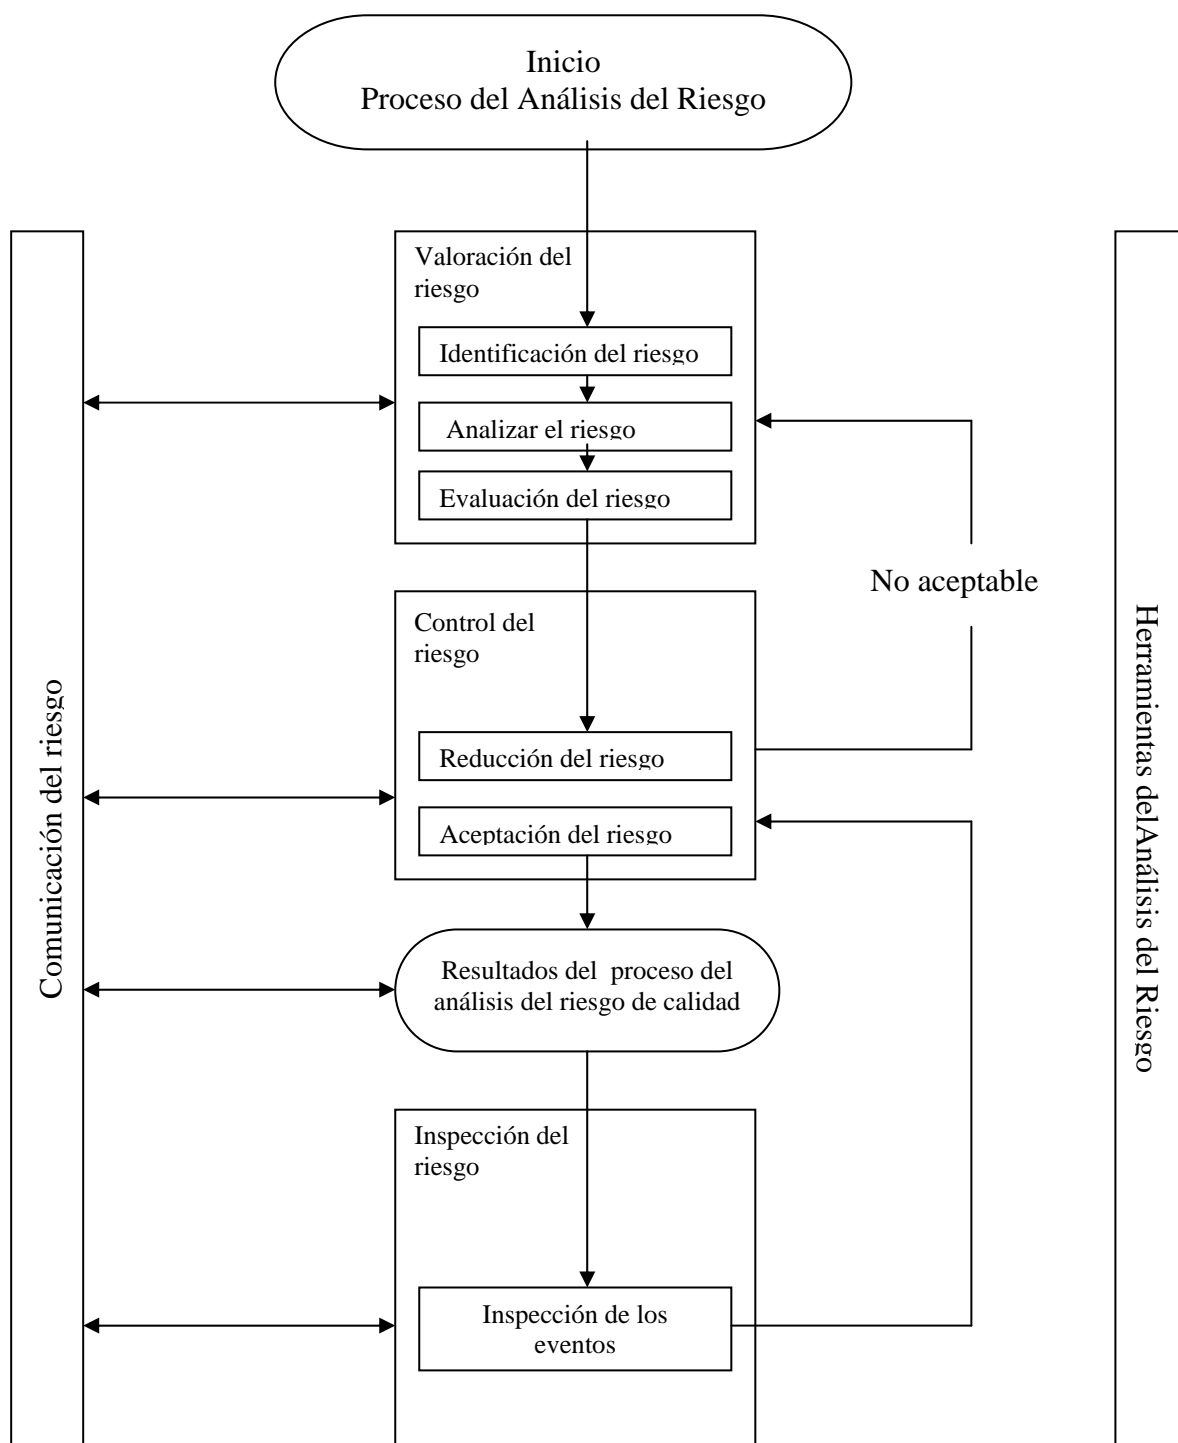 Inicio
Proceso del Análisis del Riesgo
Valoración del
riesgo
Identificación del riesgo
Analizar el riesgo
Evaluación del riesgo
No aceptable
Control del
riesgo
Reducción del riesgo
Aceptación del riesgo
Comunicación del riesgo
Herramientas delAnálisis del Riesgo
Resultados del proceso del
análisis del riesgo de calidad
Inspección del
riesgo
Inspección de los
eventos